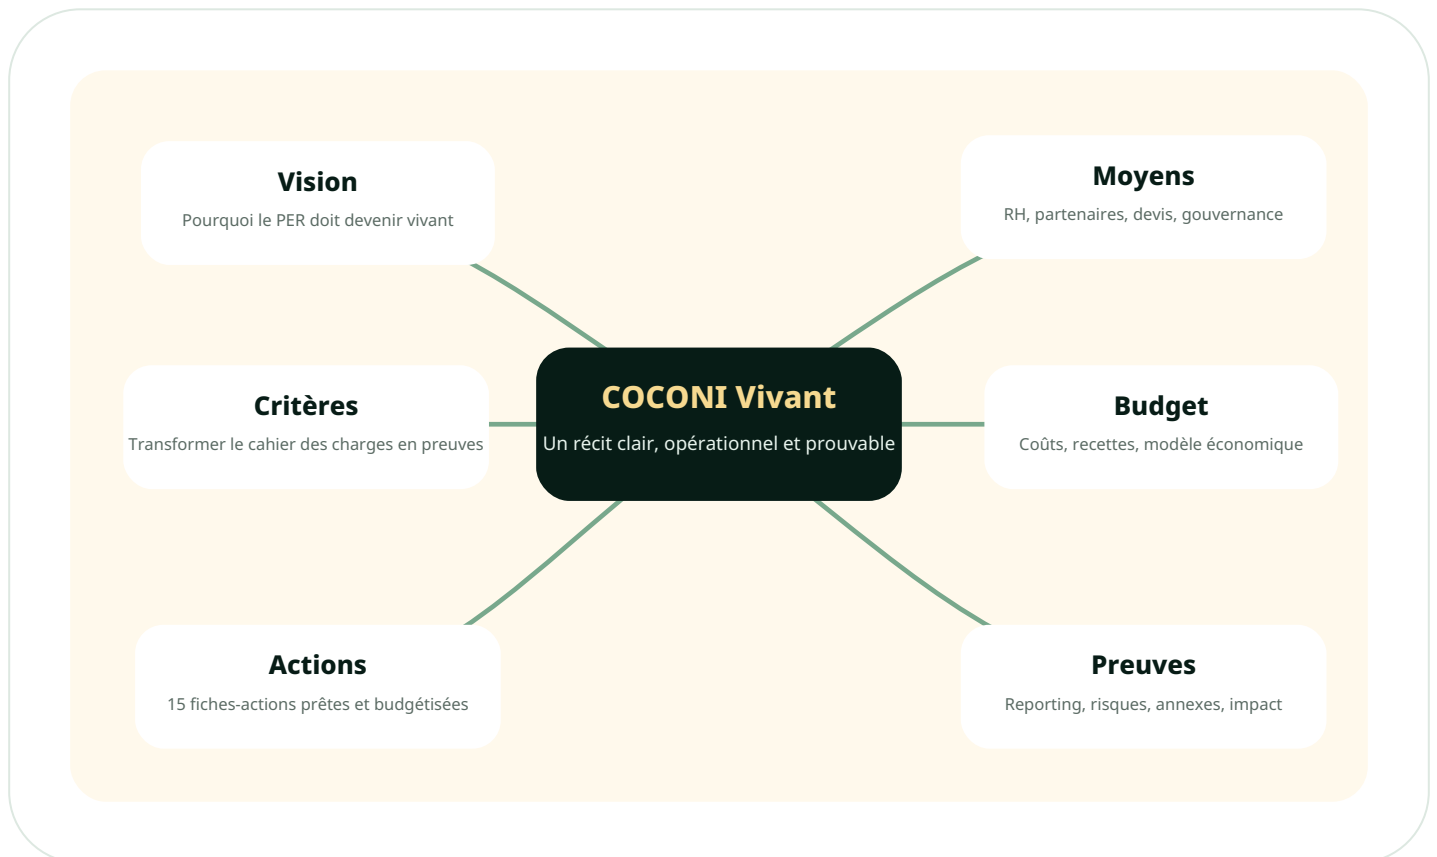 Vision
Pourquoi le PER doit devenir vivant
Moyens
RH, partenaires, devis, gouvernance
Critères
Transformer le cahier des charges en preuves
COCONI Vivant
Un récit clair, opérationnel et prouvable
Budget
Coûts, recettes, modèle économique
Actions
15 fiches-actions prêtes et budgétisées
Preuves
Reporting, risques, annexes, impact